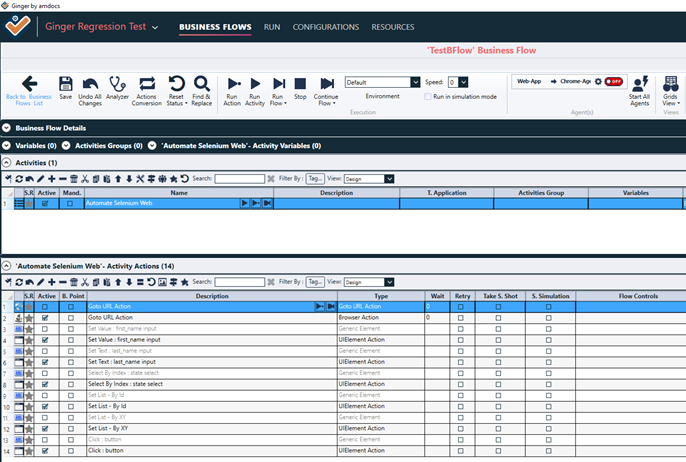 Ginger by amdocs
Ginger Regression Test
BUSINESS FLOWS RUN CONFIGURATIONS RESOURCES
'TestBFlow' Business Flow
Back to Business Flows List
Save
Undo All Changes
Analyzer
Actions Conversion
Reset Status
Find & Replace
Run Action
Run Activity
Run Flow
Stop
Continue Flow
Default
Environment
Speed: 0
Run in simulation mode
Execution
Web-App Chrome-Age OFF
Agent(s)
Start All Agents
Grids View
Views
Business Flow Details
Variables (0) Activities Groups (0) 'Automate Selenium Web'- Activity Variables (0)
Activities (1)
Search: Filter By : Tag... View: Design
S.R Active Mand. Name Description T. Application Activities Group Variables
1 Automate Selenium Web
'Automate Selenium Web'- Activity Actions (14)
Search: Filter By : Tag... View: Design
S.R Active B. Point Description Type Wait Retry Take S. Shot S. Simulation Flow Controls
1 Goto URL Action Goto URL Action 0
2 Goto URL Action Browser Action 0
3 Set Value : first_name input Generic Element
4 Set Value : first_name input UIElement Action
5 Set Text : last_name input Generic Element
6 Set Text : last_name input UIElement Action
7 Select By Index : state select Generic Element
8 Select By Index : state select UIElement Action
9 Set List - By Id Generic Element
10 Set List - By Id UIElement Action
11 Set List - By XY Generic Element
12 Set List - By XY UIElement Action
13 Click : button Generic Element
14 Click : button UIElement Action